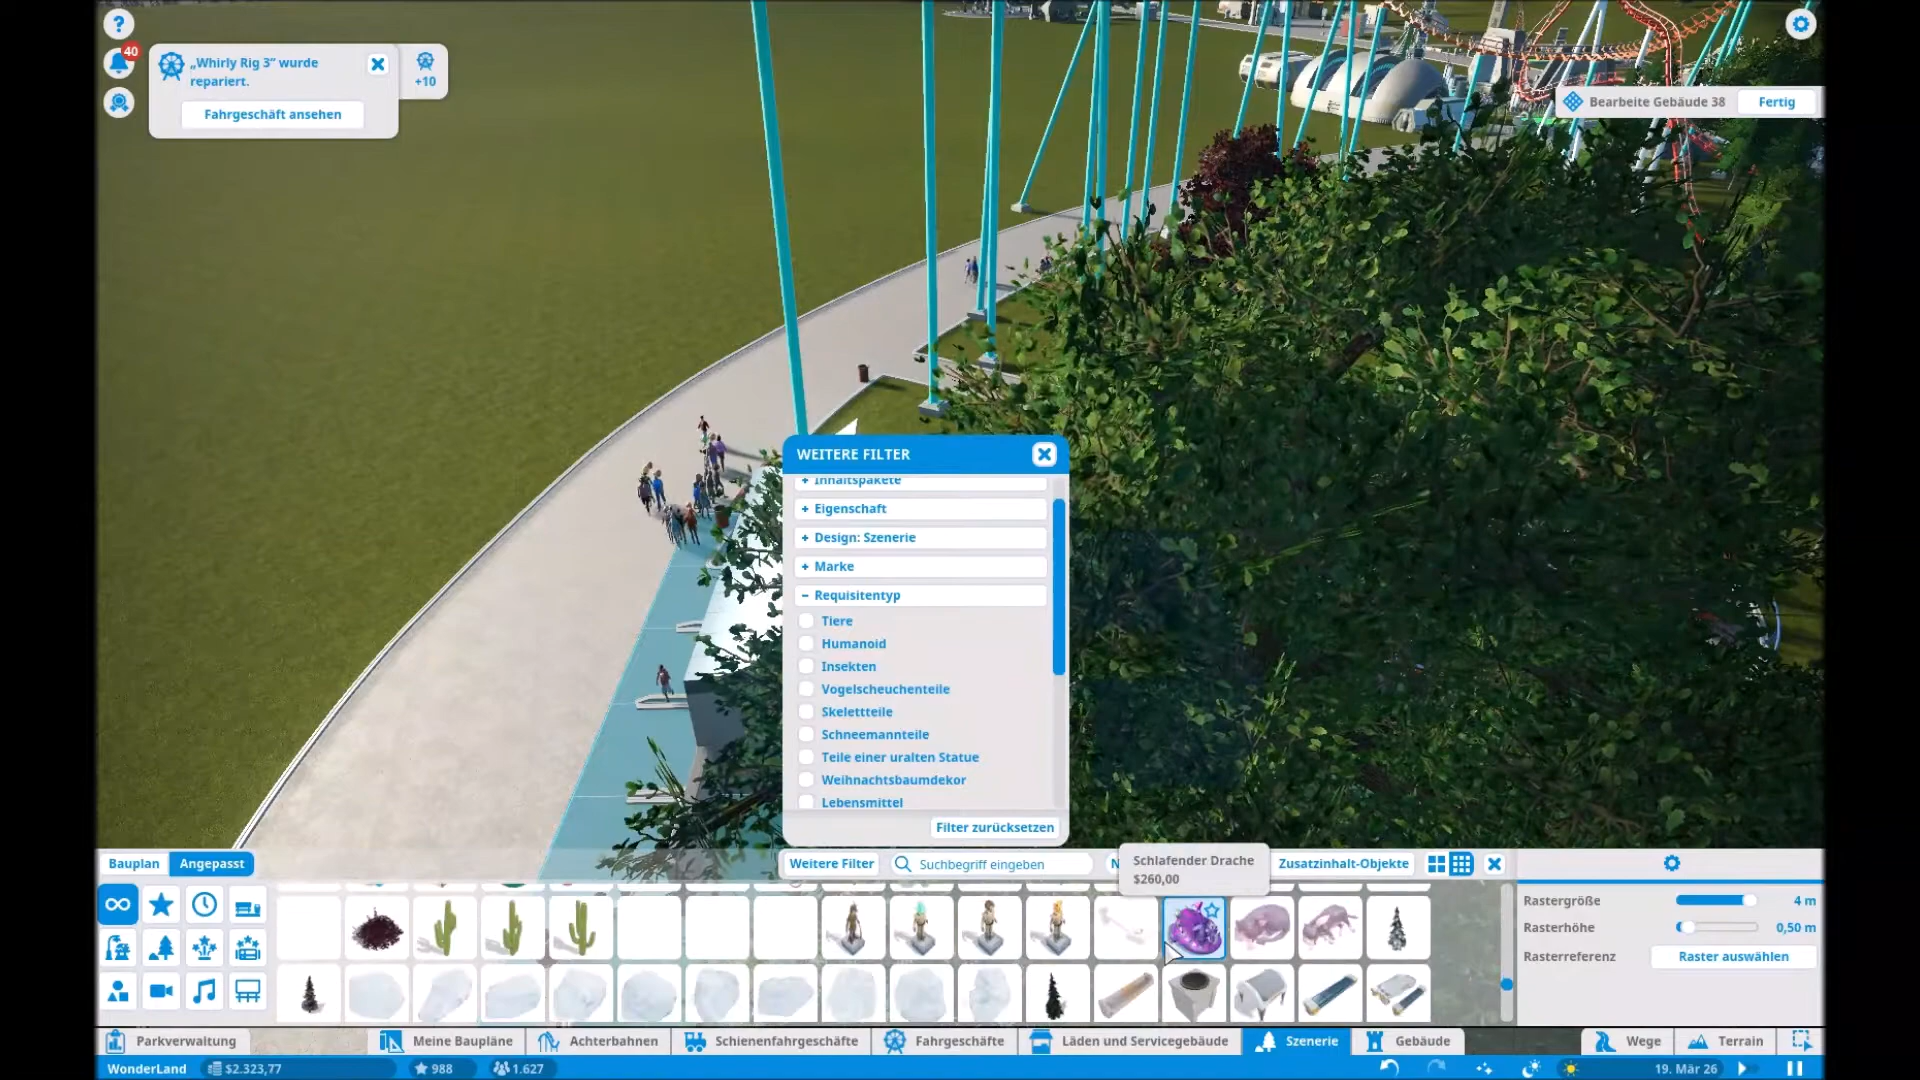 ?
40
„Whirly Rig 3“ wurde
repariert.
+10
Fahrgeschäft ansehen
Bearbeite Gebäude 38
Fertig
WEITERE FILTER
+ Inhaltspakete
+ Eigenschaft
+ Design: Szenerie
+ Marke
− Requisitentyp
Tiere
Humanoid
Insekten
Vogelscheuchenteile
Skelettteile
Schneemannteile
Teile einer uralten Statue
Weihnachtsbaumdekor
Lebensmittel
Filter zurücksetzen
Bauplan
Angepasst
Weitere Filter
Suchbegriff eingeben
Schlafender Drache
$260,00
Zusatzinhalt-Objekte
Rastergröße
4 m
Rasterhöhe
0,50 m
Rasterreferenz
Raster auswählen
Parkverwaltung
Meine Baupläne
Achterbahnen
Schienenfahrgeschäfte
Fahrgeschäfte
Läden und Servicegebäude
Szenerie
Gebäude
Wege
Terrain
WonderLand
$2.323,77
988
1.627
19. Mär 26